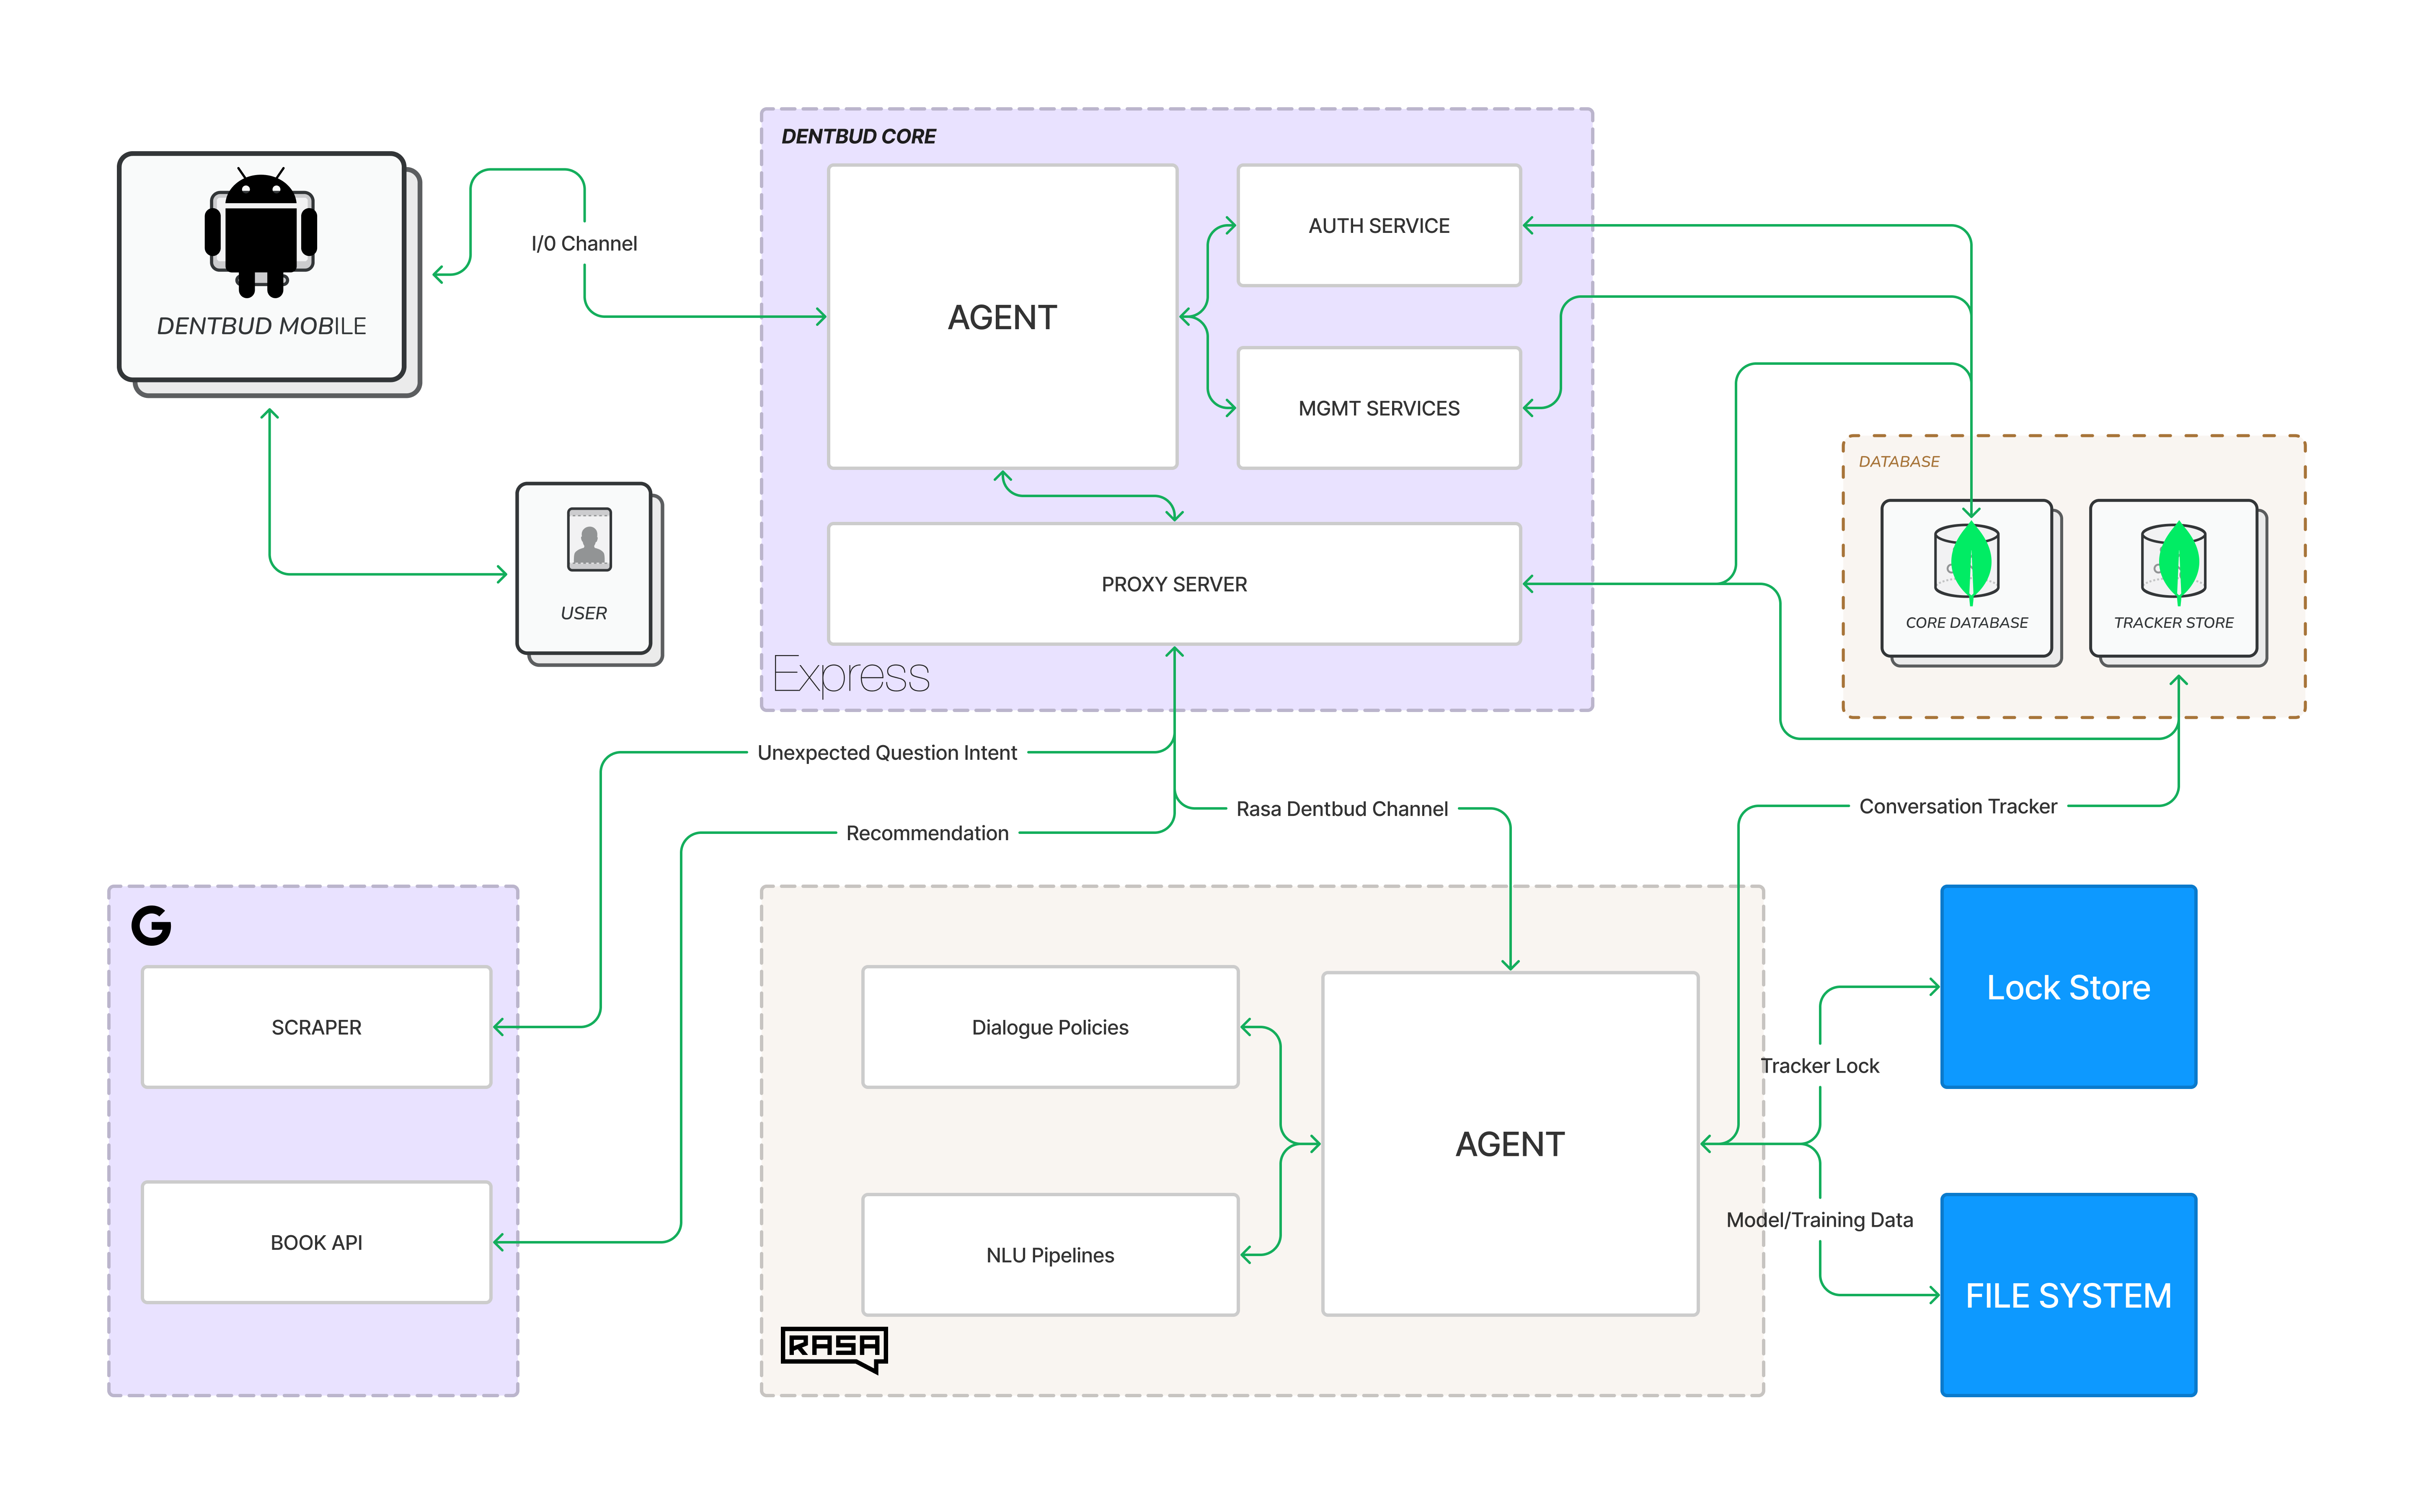 DENTBUD MOBILE
I/0 Channel
USER
DENTBUD CORE
AGENT
AUTH SERVICE
MGMT SERVICES
PROXY SERVER
Express
DATABASE
CORE DATABASE
TRACKER STORE
Unexpected Question Intent
Recommendation
Rasa Dentbud Channel
Conversation Tracker
G
SCRAPER
BOOK API
Dialogue Policies
NLU Pipelines
AGENT
RASA
Tracker Lock
Model/Training Data
Lock Store
FILE SYSTEM